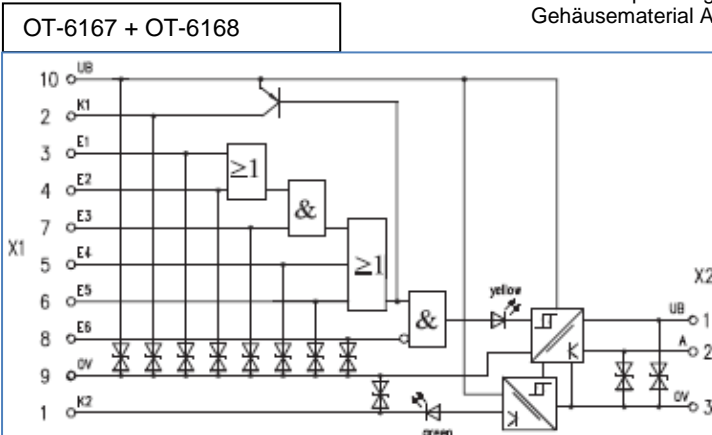 Gehäusematerial A
OT-6167 + OT-6168
10 UB
2 K1
3 E1
≥1
4 E2
&
7 E3
X1
5 E4
≥1
6 E5
&
yellow
X2
UB 1
8 E6
A 2
9 0V
0V 3
1 K2
green